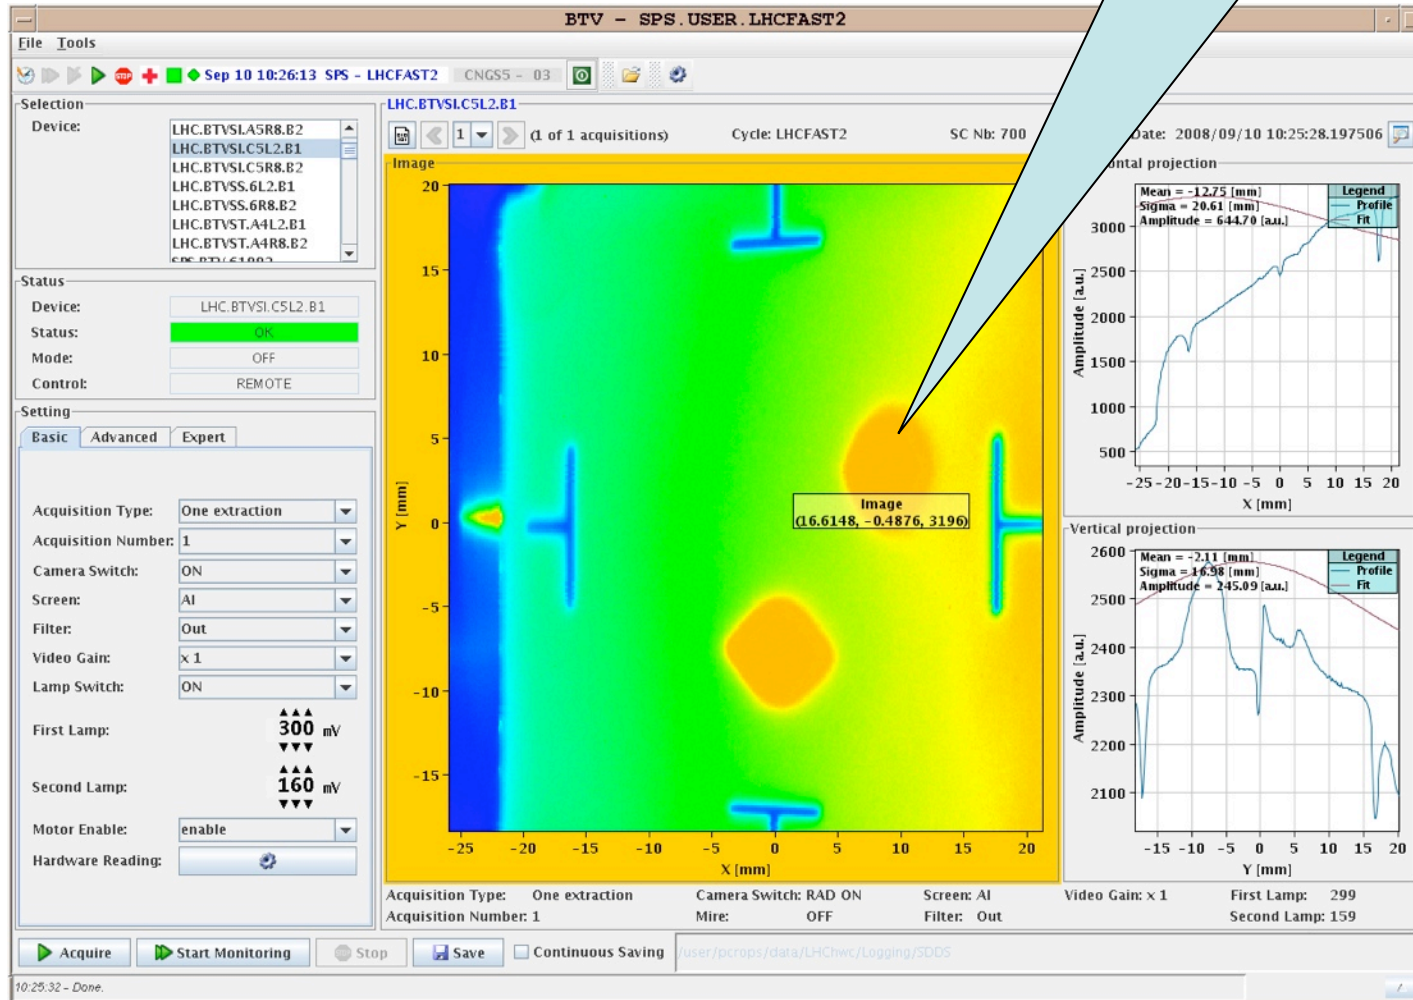 BTV - SPS.USER.LHCFAST2
File Tools
STOP Sep 10 10:26:13 SPS - LHCFAST2 CNGS5 - 03
Selection
Device:
LHC.BTVSI.A5R8.B2
LHC.BTVSI.C5L2.B1
LHC.BTVSI.C5R8.B2
LHC.BTVSS.6L2.B1
LHC.BTVSS.6R8.B2
LHC.BTVST.A4L2.B1
LHC.BTVST.A4R8.B2
Status
Device: LHC.BTVSI.C5L2.B1
Status: OK
Mode: OFF
Control: REMOTE
Setting
Basic Advanced Expert
Acquisition Type: One extraction
Acquisition Number: 1
Camera Switch: ON
Screen: Al
Filter: Out
Video Gain: x 1
Lamp Switch: ON
First Lamp: 300 mV
Second Lamp: 160 mV
Motor Enable: enable
Hardware Reading:
LHC.BTVSI.C5L2.B1
1 (1 of 1 acquisitions) Cycle: LHCFAST2 SC Nb: 700 Date: 2008/09/10 10:25:28.197506
Image
20
15
10
5
0
-5
-10
-15
Y [mm]
Image
(16.6148, -0.4876, 3196)
-25 -20 -15 -10 -5 0 5 10 15 20
X [mm]
Acquisition Type: One extraction Camera Switch: RAD ON Screen: Al Video Gain: x 1 First Lamp: 299
Acquisition Number: 1 Mire: OFF Filter: Out Second Lamp: 159
ontal projection
Mean = -12.75 [mm]
Sigma = 20.61 [mm]
Amplitude = 644.70 [a.u.]
Legend
Profile
Fit
3000
2500
2000
1500
1000
500
Amplitude [a.u.]
-25 -20 -15 -10 -5 0 5 10 15 20
X [mm]
Vertical projection
Mean = -2.11 [mm]
Sigma = 16.98 [mm]
Amplitude = 245.09 [a.u.]
Legend
Profile
Fit
2600
2500
2400
2300
2200
2100
Amplitude [a.u.]
-15 -10 -5 0 5 10 15 20
Y [mm]
Acquire Start Monitoring Stop Save Continuous Saving /user/pcrops/data/LHChwc/Logging/SDDS
10:25:32 - Done.